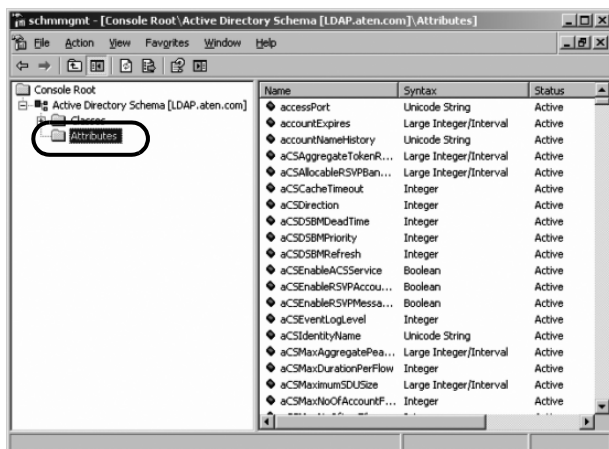 schmmgmt - [Console Root\Active Directory Schema [LDAP.aten.com]\Attributes]
File Action View Favorites Window Help
Console Root
Active Directory Schema [LDAP.aten.com]
Classes
Attributes
Name Syntax Status
accessPort Unicode String Active
accountExpires Large Integer/Interval Active
accountNameHistory Unicode String Active
aCSAggregateTokenR... Large Integer/Interval Active
aCSAllocableRSVPBan... Large Integer/Interval Active
aCSCacheTimeout Integer Active
aCSDirection Integer Active
aCSDSBMDeadTime Integer Active
aCSDSBMPriority Integer Active
aCSDSBMRefresh Integer Active
aCSEnableACSService Boolean Active
aCSEnableRSVPAccou... Boolean Active
aCSEnableRSVPMessa... Boolean Active
aCSEventLogLevel Integer Active
aCSIdentityName Unicode String Active
aCSMaxAggregatePea... Large Integer/Interval Active
aCSMaxDurationPerFlow Integer Active
aCSMaximumSDUSize Large Integer/Interval Active
aCSMaxNoOfAccountF... Integer Active